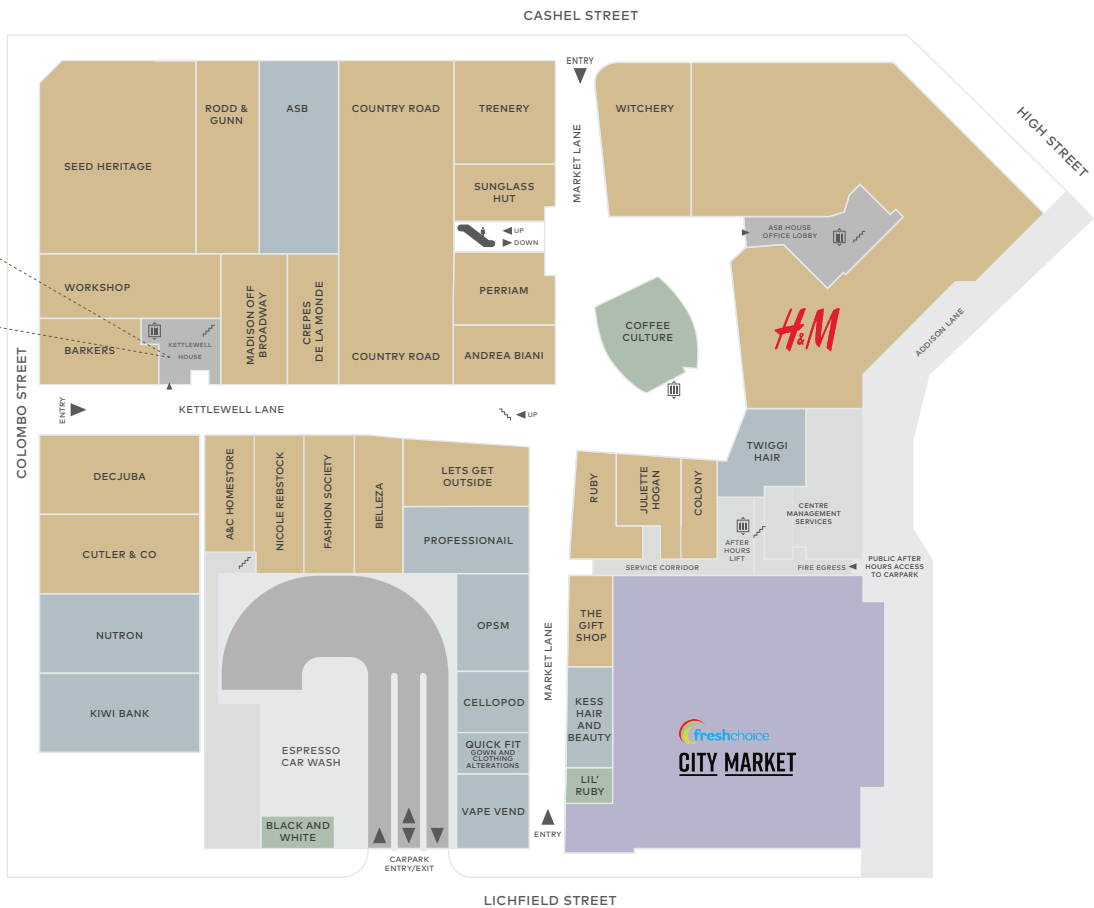 CASHEL STREET
ENTRY
HIGH STREET
SEED HERITAGE
RODD &
GUNN
ASB
COUNTRY ROAD
TRENERY
MARKET LANE
WITCHERY
SUNGLASS
HUT
UP
DOWN
ASB HOUSE
OFFICE LOBBY
WORKSHOP
PERRIAM
MADISON OFF
BROADWAY
CREPES
DE LA MONDE
COFFEE
CULTURE
H&M
ADDISON LANE
BARKERS
KETTLEWELL
HOUSE
COUNTRY ROAD
ANDREA BIANI
COLOMBO STREET
ENTRY
KETTLEWELL LANE
UP
DECJUBA
A&C HOMESTORE
NICOLE REBSTOCK
FASHION SOCIETY
BELLEZA
LETS GET
OUTSIDE
RUBY
JULIETTE
HOGAN
COLONY
TWIGGI
HAIR
CENTRE
MANAGEMENT
SERVICES
CUTLER & CO
PROFESSIONAIL
AFTER
HOURS
LIFT
SERVICE CORRIDOR
FIRE EGRESS
PUBLIC AFTER
HOURS ACCESS
TO CARPARK
NUTRON
OPSM
MARKET LANE
THE
GIFT
SHOP
KIWI BANK
CELLOPOD
KESS
HAIR
AND
BEAUTY
freshchoice
CITY MARKET
ESPRESSO
CAR WASH
QUICK FIT
GOWN AND
CLOTHING
ALTERATIONS
LIL'
RUBY
BLACK AND
WHITE
VAPE VEND
ENTRY
CARPARK
ENTRY/EXIT
LICHFIELD STREET